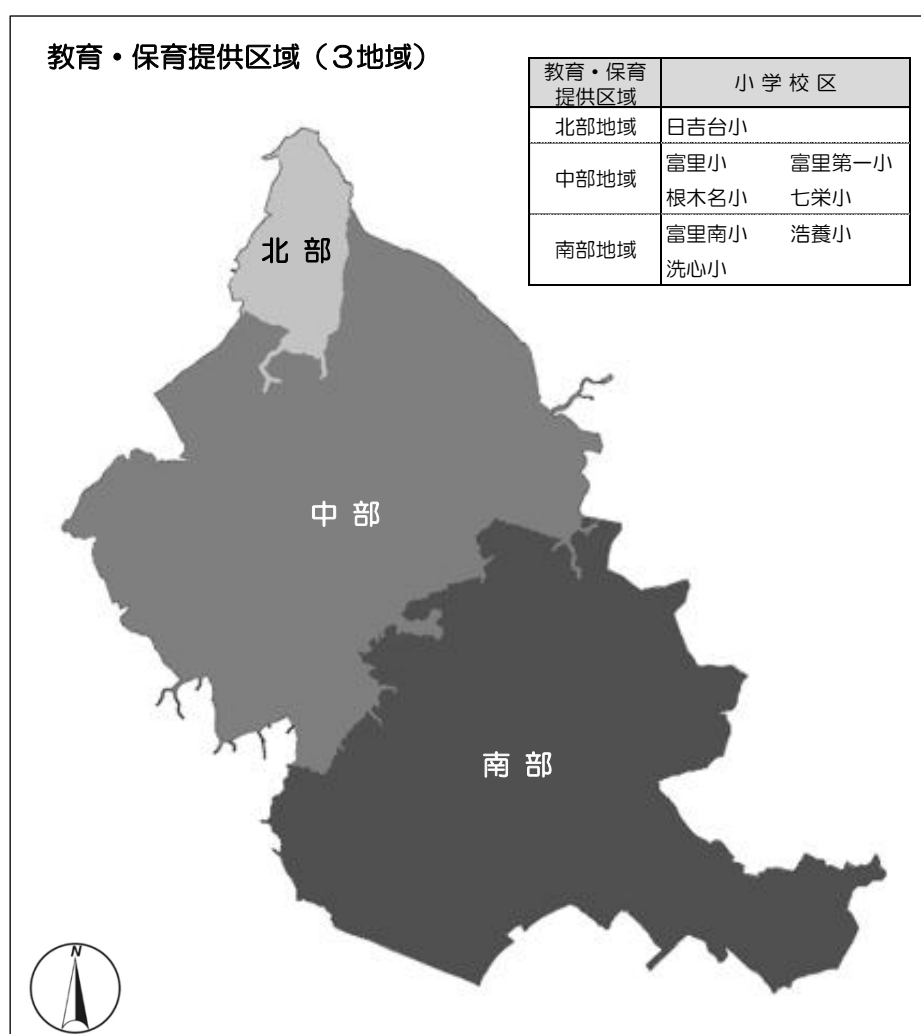 教育・保育提供区域（３地域）
教育・保育
提供区域
小 学 校 区
北部地域
日吉台小
中部地域
富里小 富里第一小
根木名小 七栄小
南部地域
富里南小 浩養小
洗心小
北 部
中 部
南 部
N